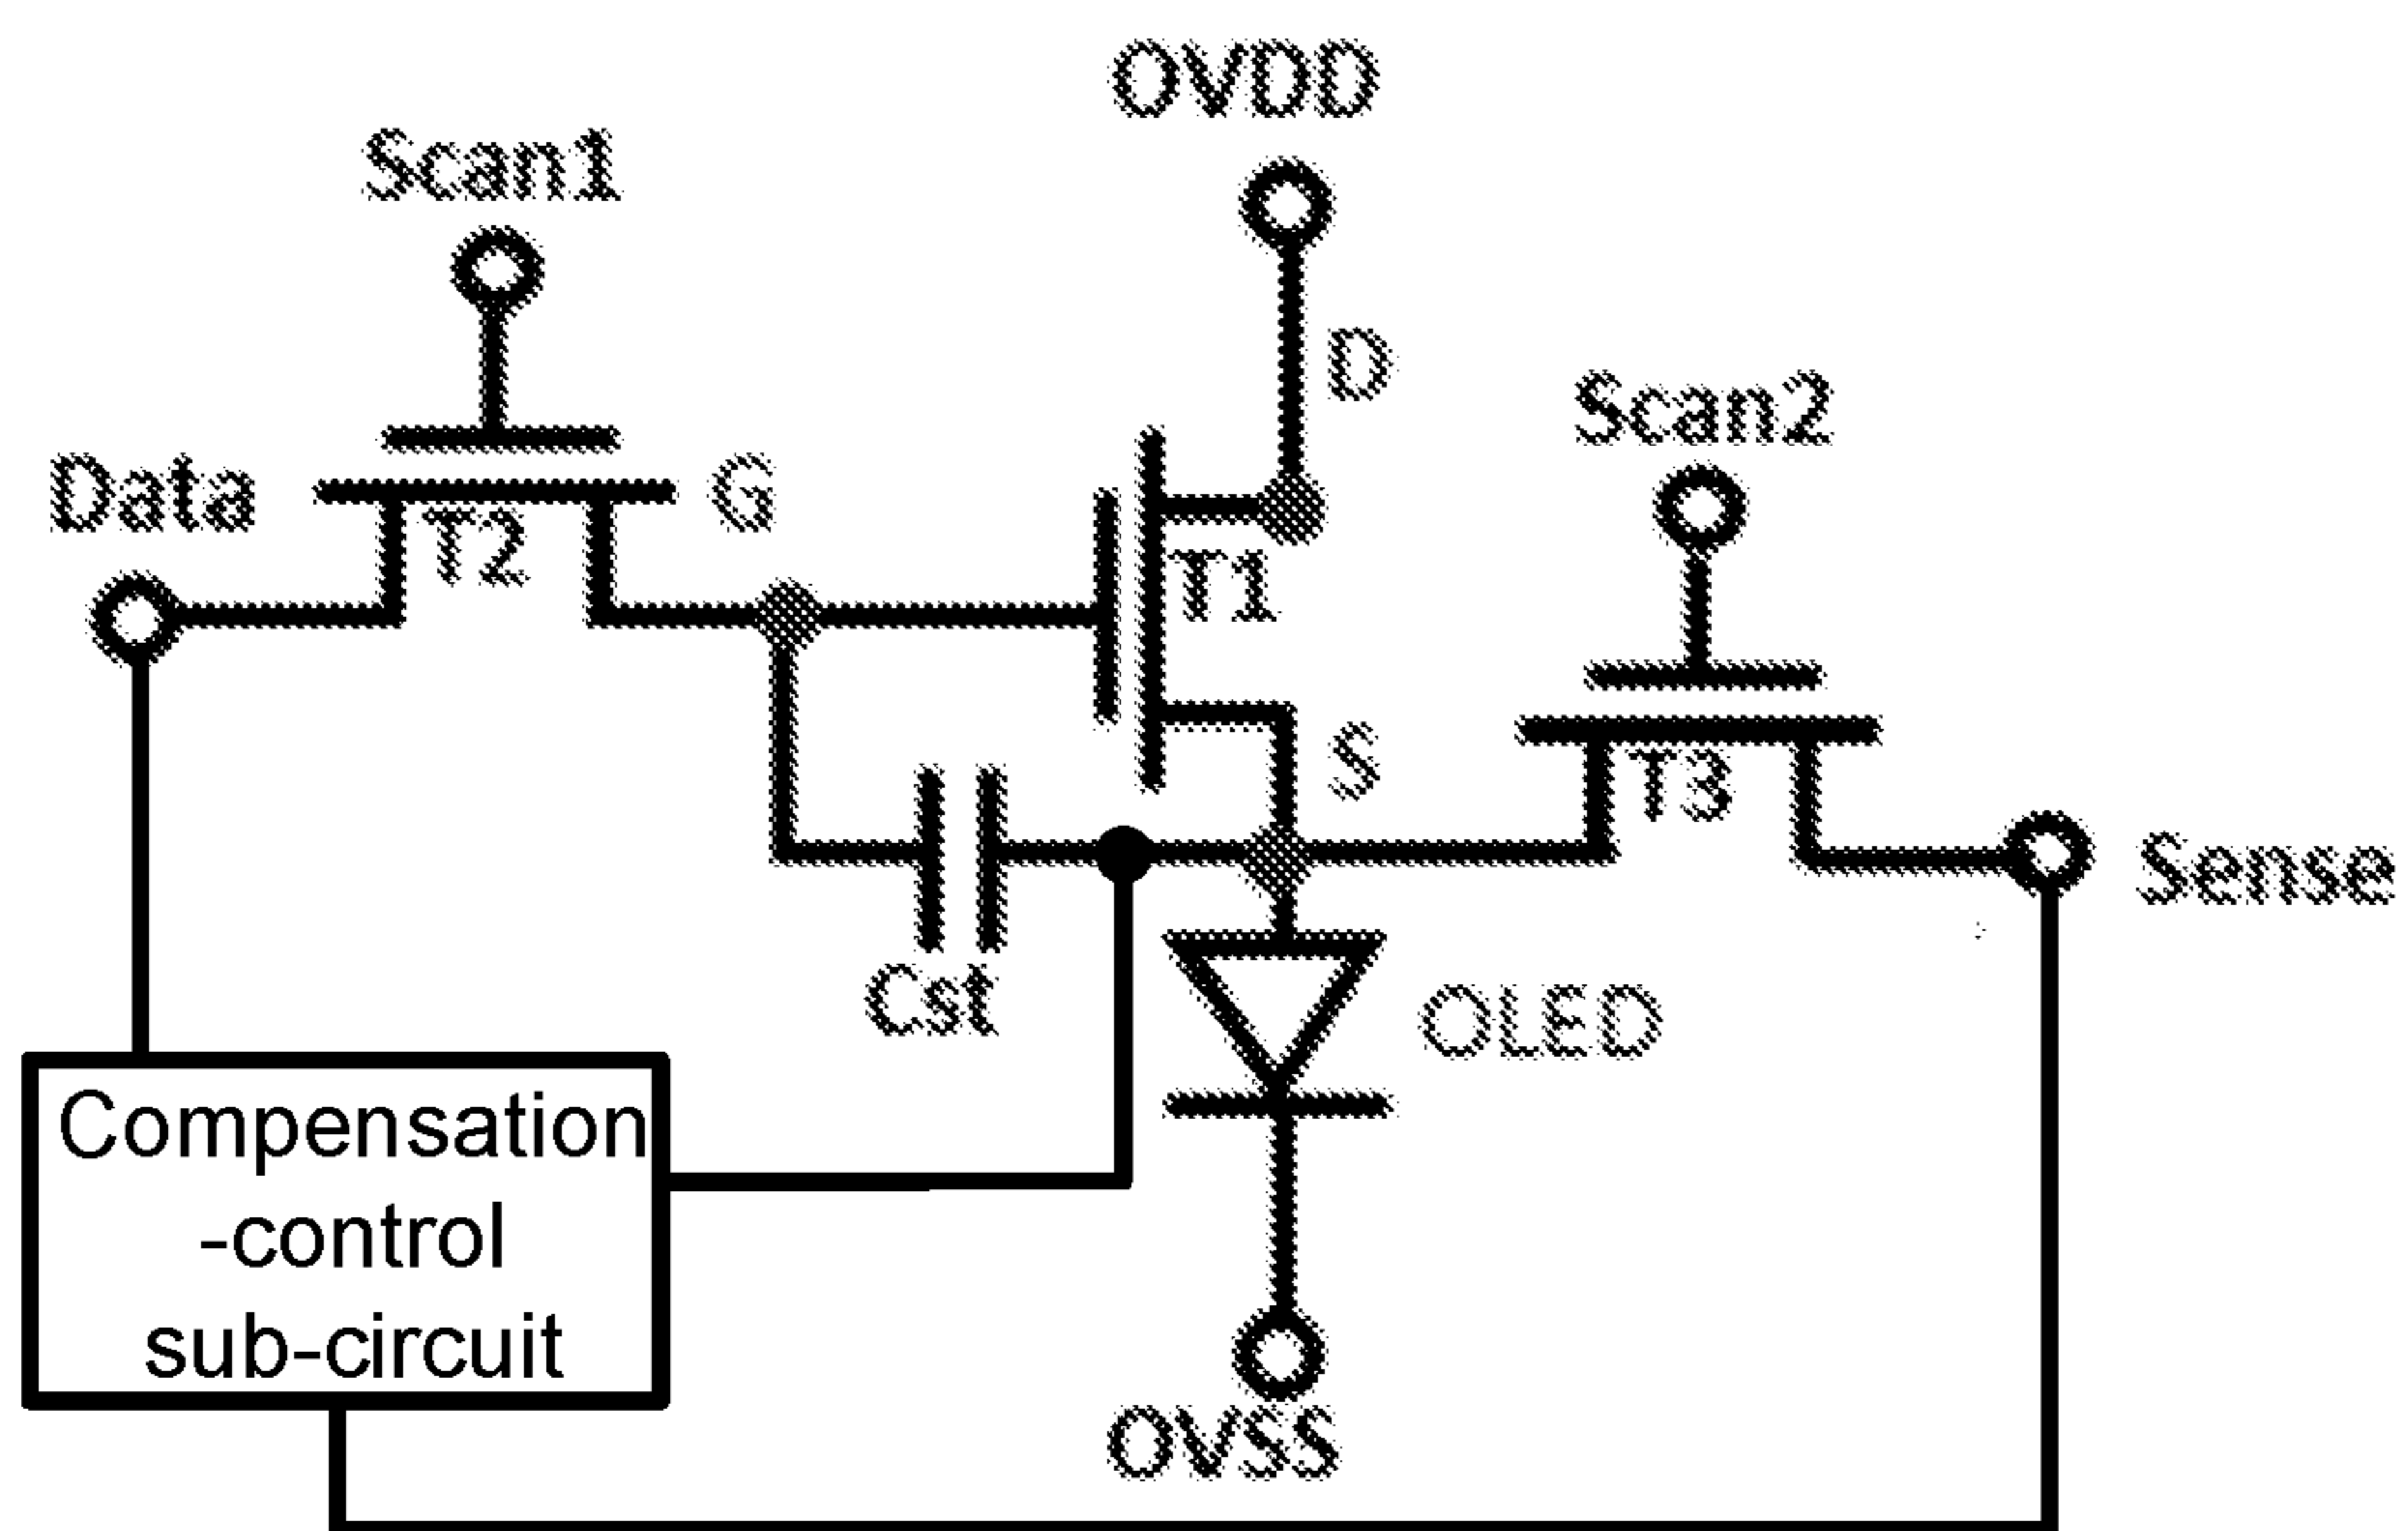 OVDD
Scan1
D
Scan2
Data
G
T2
T1
S
T3
Sense
Cst
OLED
Compensation
-control
sub-circuit
OVSS